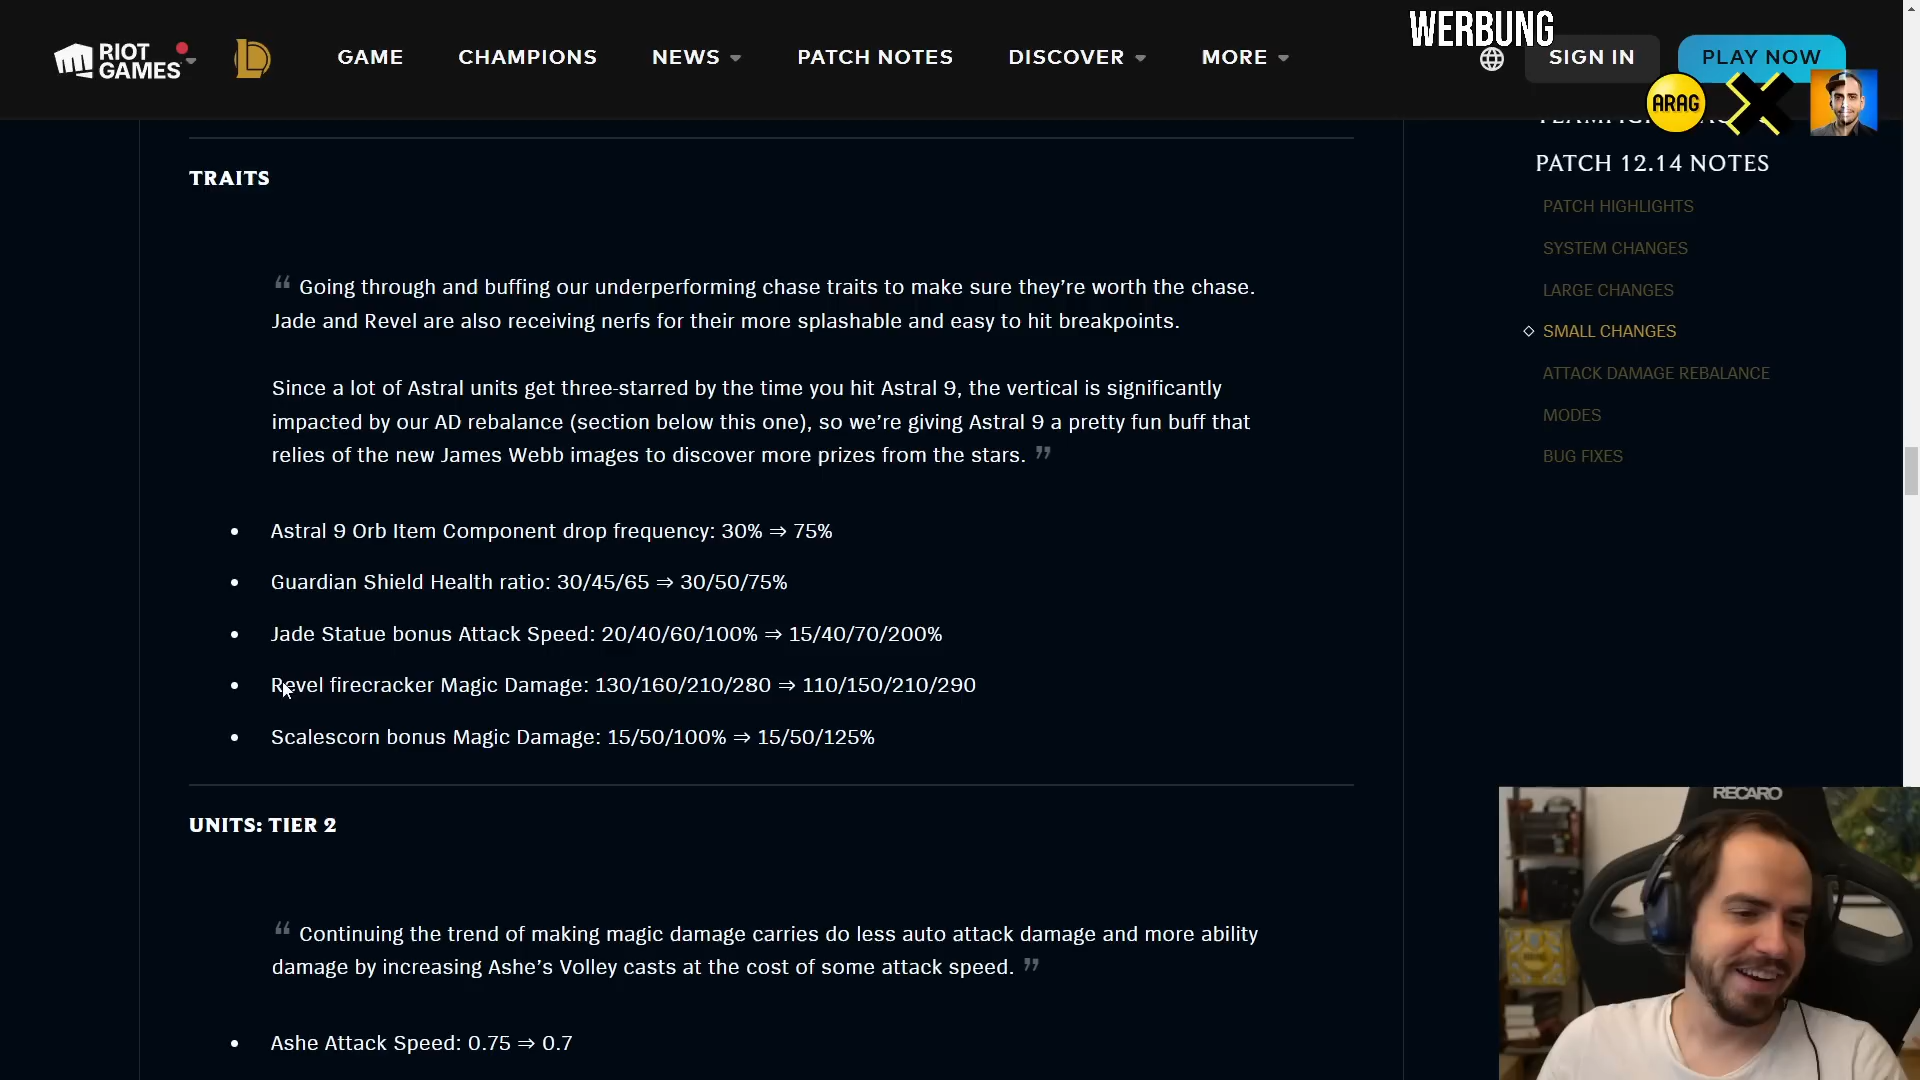 WERBUNG
RIOT GAMES
GAME
CHAMPIONS
NEWS
PATCH NOTES
DISCOVER
MORE
SIGN IN
PLAY NOW
ARAG
PATCH 12.14 NOTES
PATCH HIGHLIGHTS
SYSTEM CHANGES
LARGE CHANGES
SMALL CHANGES
ATTACK DAMAGE REBALANCE
MODES
BUG FIXES
TRAITS
“ Going through and buffing our underperforming chase traits to make sure they’re worth the chase.
Jade and Revel are also receiving nerfs for their more splashable and easy to hit breakpoints.
Since a lot of Astral units get three-starred by the time you hit Astral 9, the vertical is significantly
impacted by our AD rebalance (section below this one), so we’re giving Astral 9 a pretty fun buff that
relies of the new James Webb images to discover more prizes from the stars. ”
• Astral 9 Orb Item Component drop frequency: 30% ⇒ 75%
• Guardian Shield Health ratio: 30/45/65 ⇒ 30/50/75%
• Jade Statue bonus Attack Speed: 20/40/60/100% ⇒ 15/40/70/200%
• Revel firecracker Magic Damage: 130/160/210/280 ⇒ 110/150/210/290
• Scalescorn bonus Magic Damage: 15/50/100% ⇒ 15/50/125%
UNITS: TIER 2
“ Continuing the trend of making magic damage carries do less auto attack damage and more ability
damage by increasing Ashe’s Volley casts at the cost of some attack speed. ”
• Ashe Attack Speed: 0.75 ⇒ 0.7
RECARO